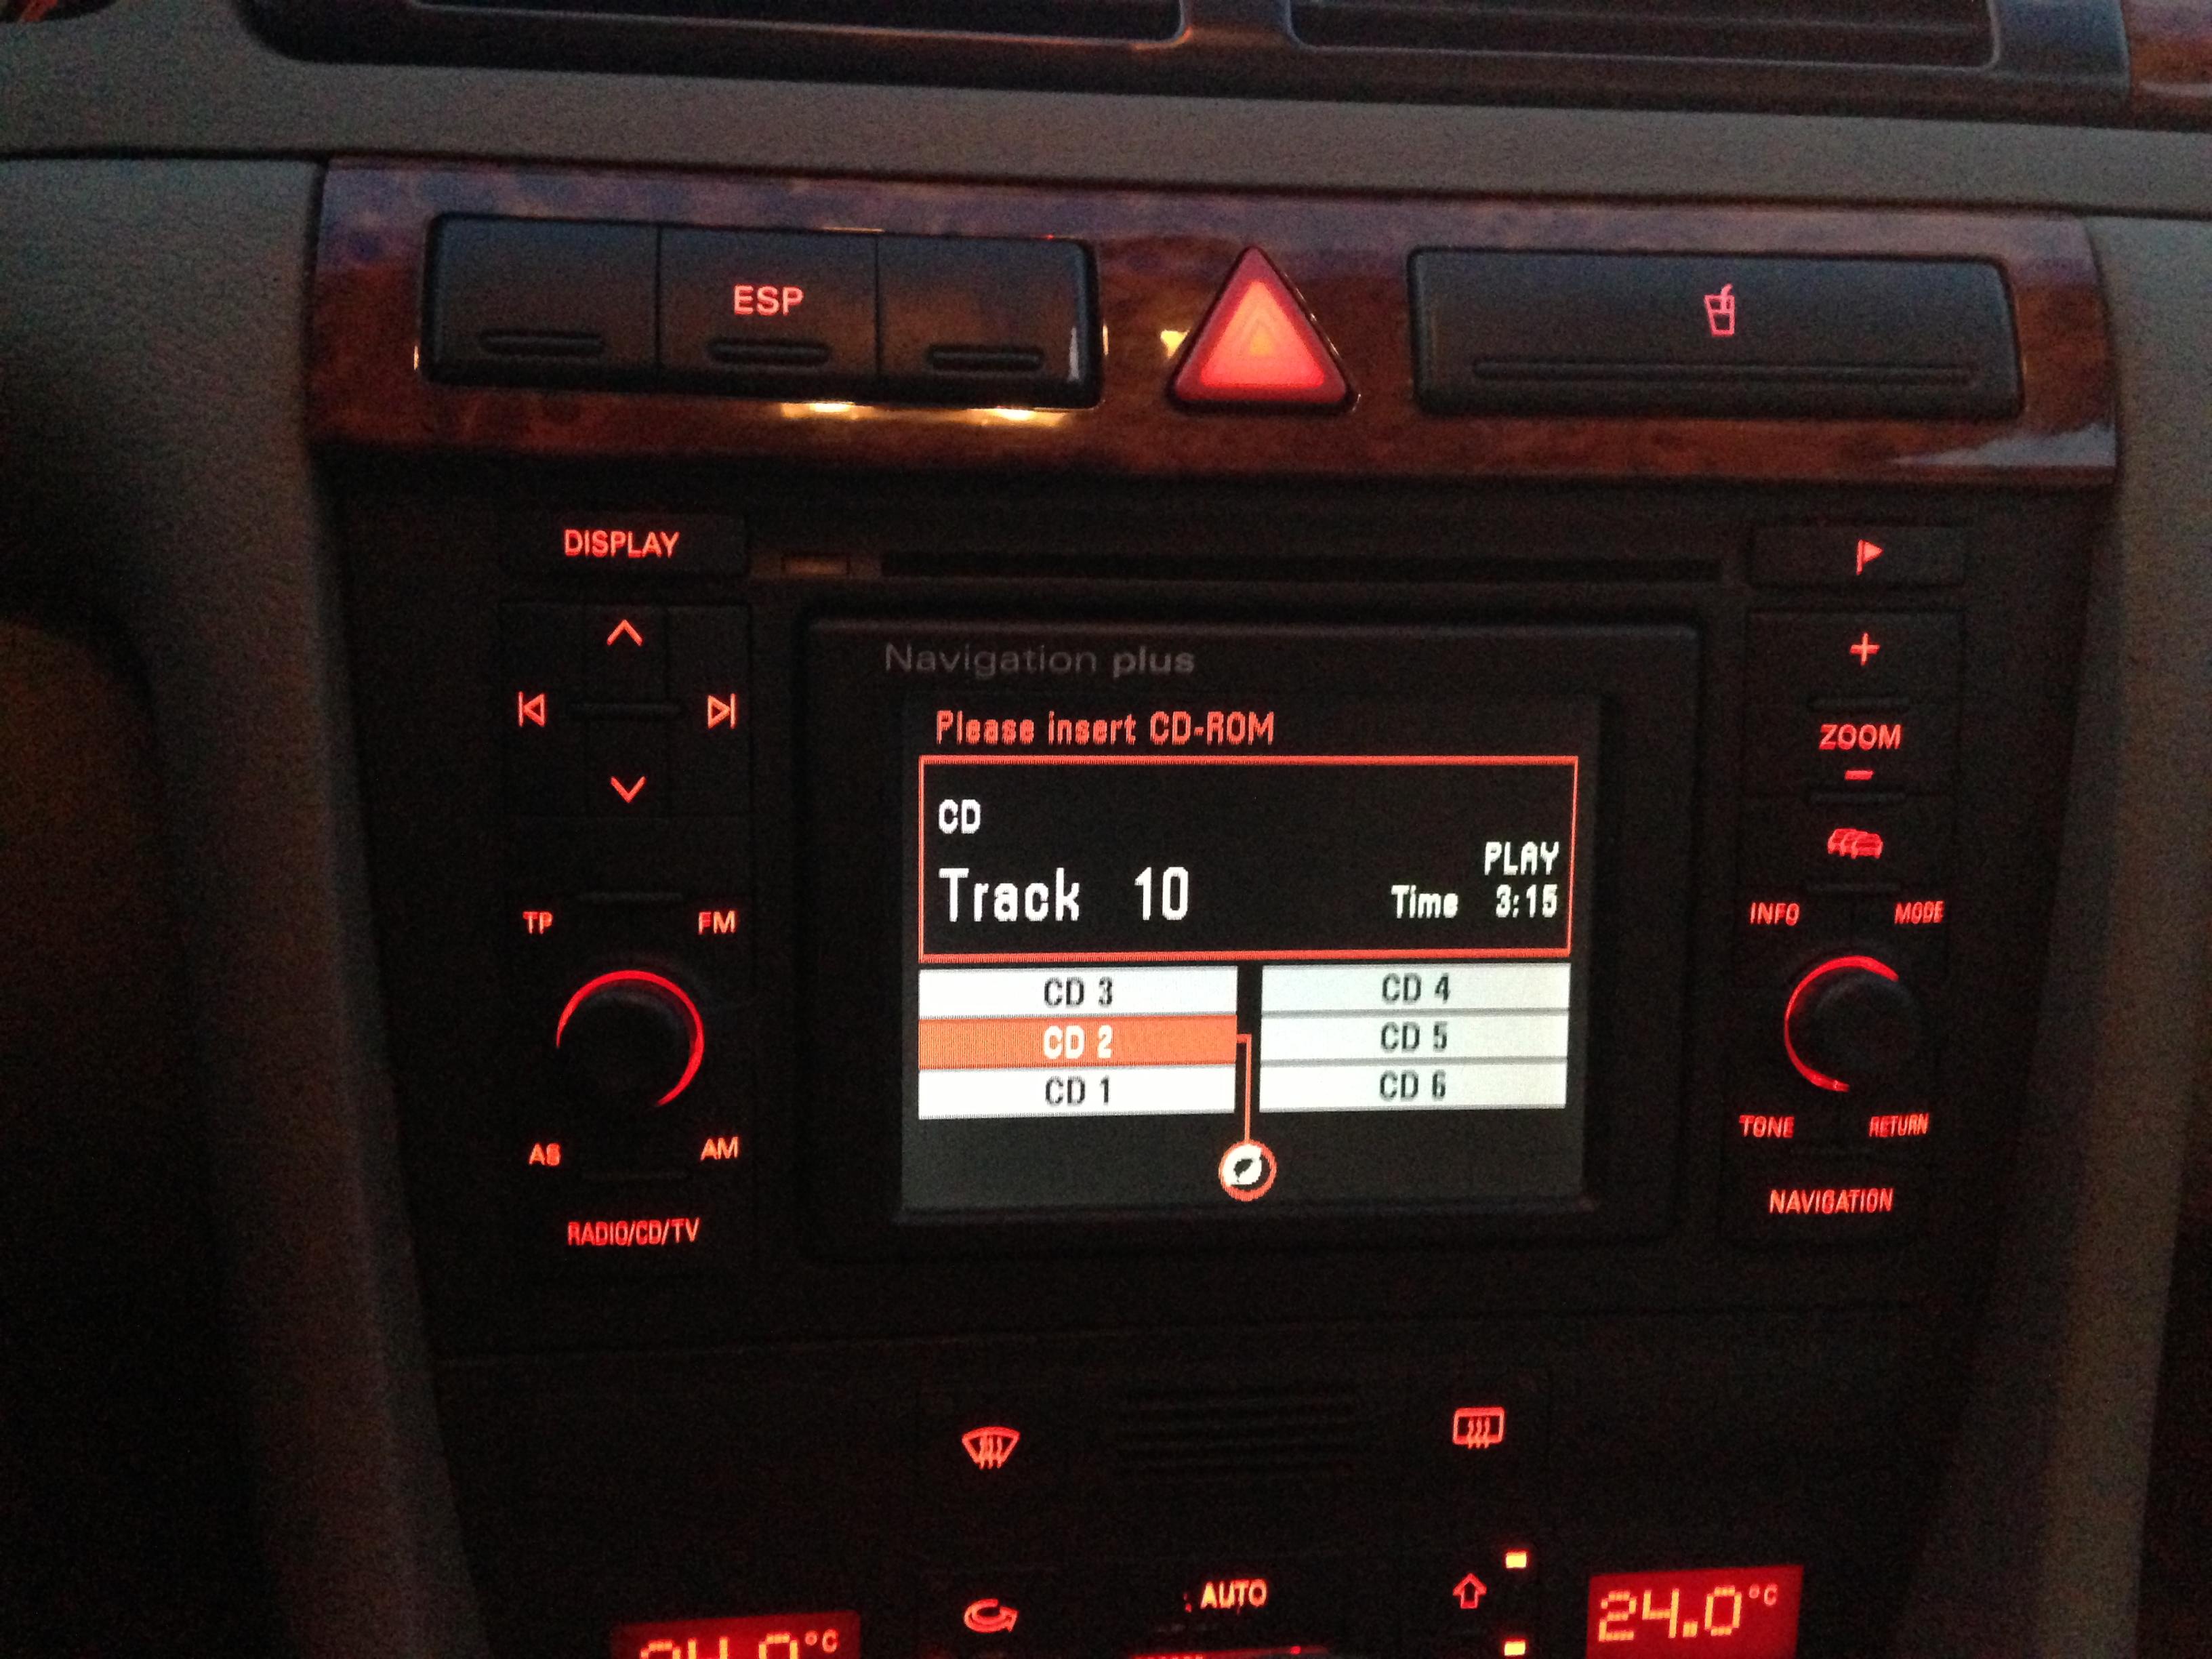 ESP
DISPLAY
Navigation plus
Please insert CD-ROM
CD
PLAY
Track 10
Time 3:15
CD 3
CD 4
CD 2
CD 5
CD 1
CD 6
TP
FM
AS
AM
RADIO/CD/TV
+
ZOOM
-
INFO
MODE
TONE
RETURN
NAVIGATION
AUTO
°C
24.0°C